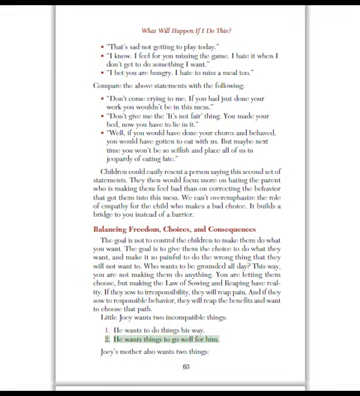 What Will Happen If I Do This?
• "That's sad not getting to play today."
• "I know. I feel for you missing the game. I hate it when I
don't get to do something I want."
• "I bet you are hungry. I hate to miss a meal too."
Compare the above statements with the following:
• "Don't come crying to me. If you had just done your
work you wouldn't be in this mess."
• "Don't give me the 'It's not fair' thing. You made your
bed, now you have to lie in it."
• "Well, if you would have done your chores and behaved,
you would have gotten to eat with us. But maybe next
time you won't be so selfish and place all of us in
jeopardy of eating late."
Children could easily resent a person saying this second set of
statements. They then would focus more on hating the parent
who is making them feel bad than on correcting the behavior
that got them into this mess. We can't overemphasize the role
of empathy for the child who makes a bad choice. It builds a
bridge to you instead of a barrier.
Balancing Freedom, Choices, and Consequences
The goal is not to control the children to make them do what
you want. The goal is to give them the choice to do what they
want, and make it so painful to do the wrong thing that they
will not want to. Who wants to be grounded all day? This way,
you are not making them do anything. You are letting them
choose, but making the Law of Sowing and Reaping have real-
ity. If they sow to irresponsibility, they will reap pain. And if they
sow to responsible behavior, they will reap the benefits and want
to choose that path.
Little Joey wants two incompatible things:
1. He wants to do things his way.
2. He wants things to go well for him.
Joey's mother also wants two things:
63